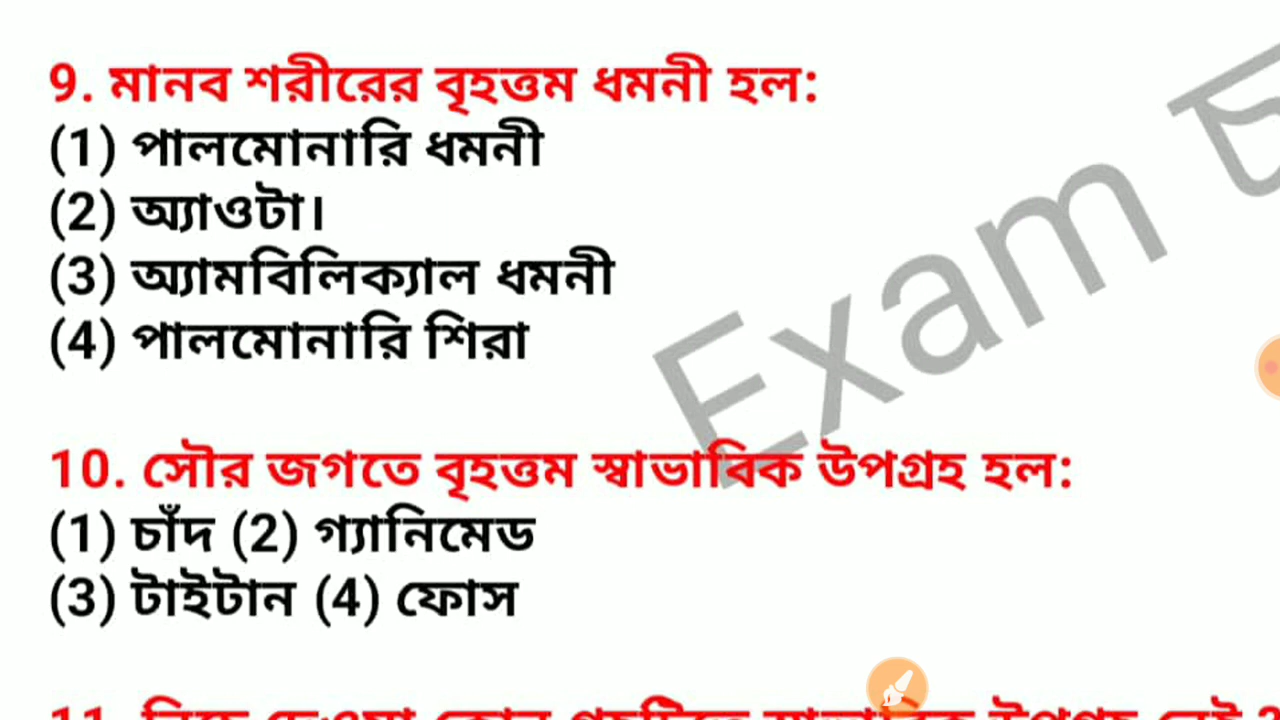 9. মানব শরীরের বৃহত্তম ধমনী হল:
(1) পালমোনারি ধমনী
(2) অ্যাওটা।
(3) অ্যামবিলিক্যাল ধমনী
(4) পালমোনারি শিরা
Exam চ
10. সৌর জগতে বৃহত্তম স্বাভাবিক উপগ্রহ হল:
(1) চাঁদ (2) গ্যানিমেড
(3) টাইটান (4) ফোস